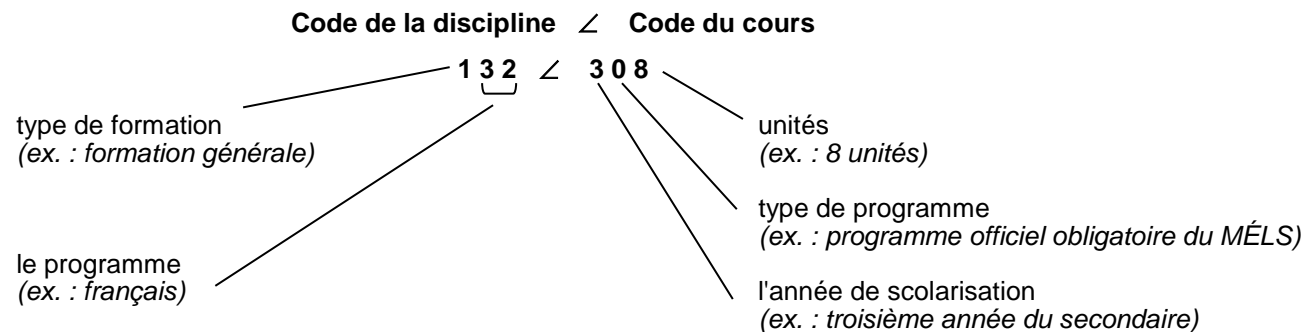 Code de la discipline ∠ Code du cours
1 3 2 ∠ 3 0 8
type de formation
(ex. : formation générale)
unités
(ex. : 8 unités)
type de programme
(ex. : programme officiel obligatoire du MÉLS)
le programme
(ex. : français)
l'année de scolarisation
(ex. : troisième année du secondaire)